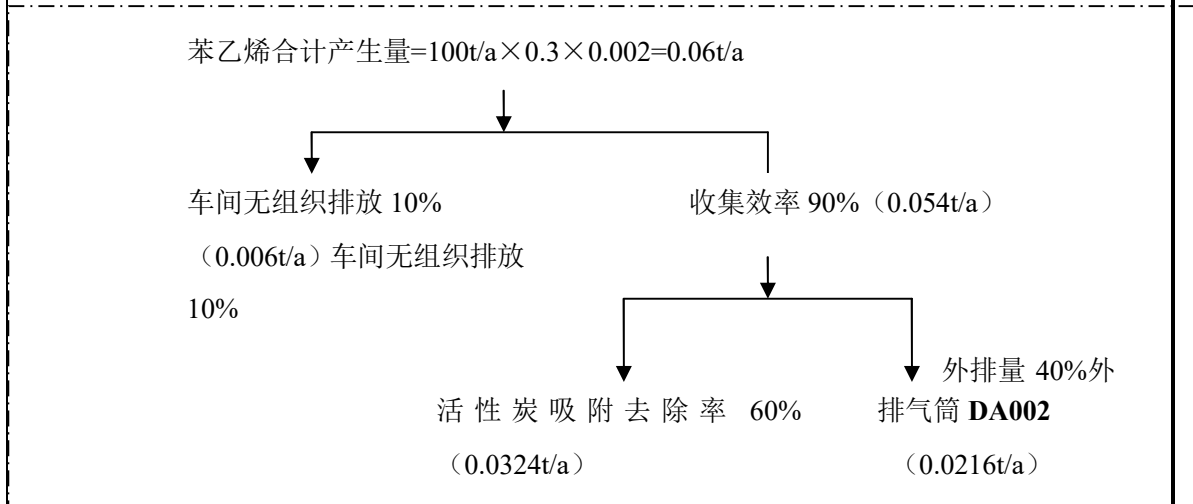 苯乙烯合计产生量=100t/a×0.3×0.002=0.06t/a
车间无组织排放 10%
（0.006t/a）车间无组织排放
10%
收集效率 90%（0.054t/a）
活性炭吸附去除率 60%
（0.0324t/a）
外排量 40%外
排气筒 DA002
（0.0216t/a）